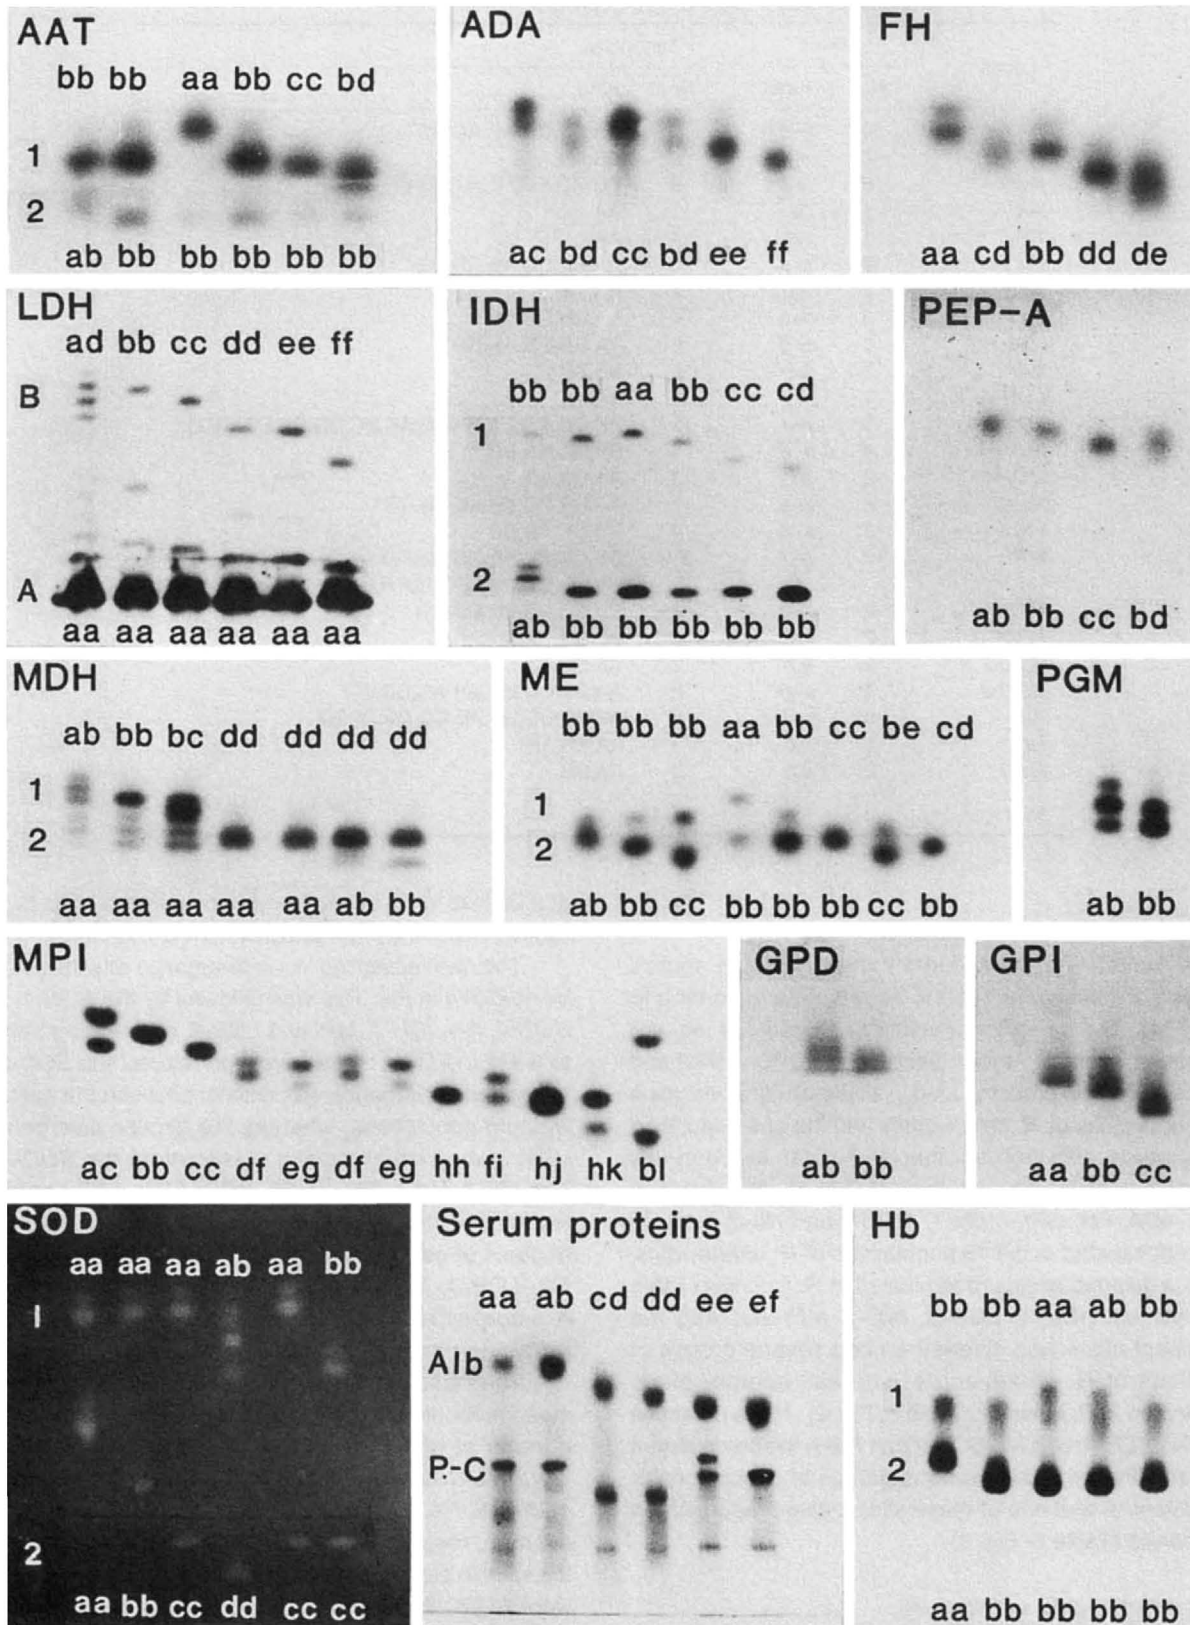 AAT
bb bb aa bb cc bd
1
2
ab bb bb bb bb bb
ADA
ac bd cc bd ee ff
FH
aa cd bb dd de
LDH
ad bb cc dd ee ff
B
A
aa aa aa aa aa aa
IDH
bb bb aa bb cc cd
1
2
ab bb bb bb bb bb
PEP-A
ab bb cc bd
MDH
ab bb bc dd dd dd dd
1
2
aa aa aa aa aa ab bb
ME
bb bb bb aa bb cc be cd
1
2
ab bb cc bb bb bb cc bb
PGM
ab bb
MPI
ac bb cc df eg df eg hh fi hj hk bl
GPD
ab bb
GPI
aa bb cc
SOD
aa aa aa ab aa bb
1
2
aa bb cc dd cc cc
Serum proteins
aa ab cd dd ee ef
Alb
P.-C
Hb
bb bb aa ab bb
1
2
aa bb bb bb bb